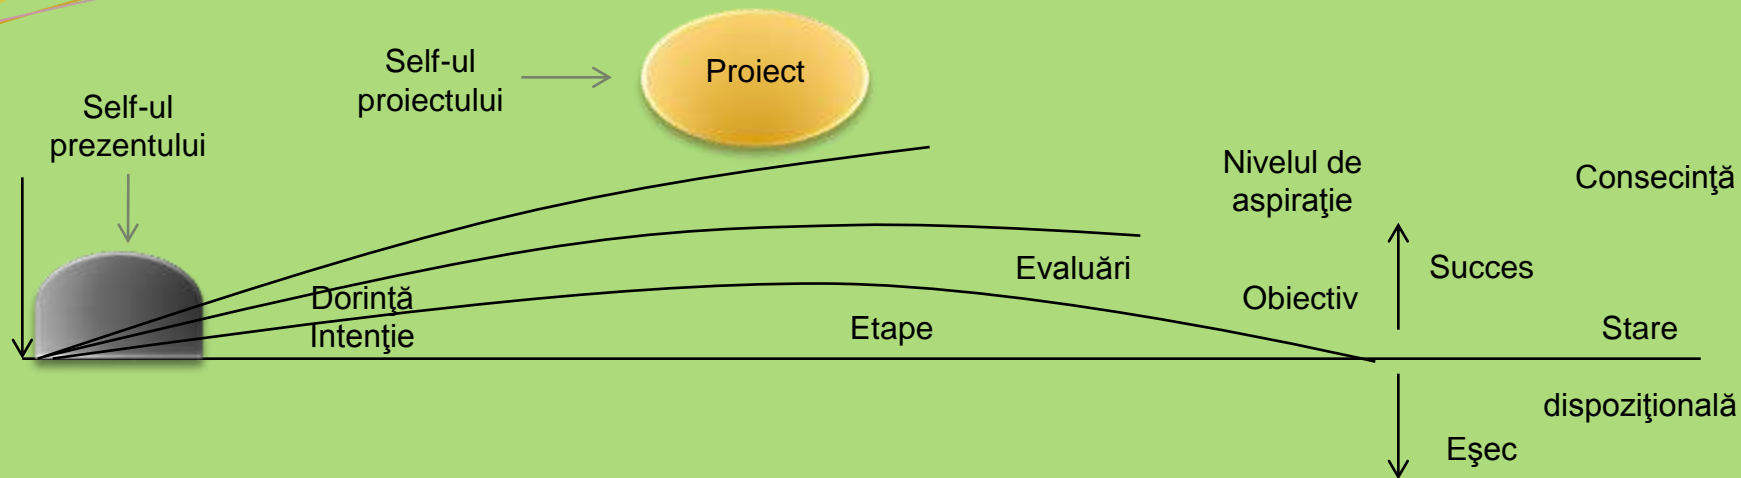 Self-ul
proiectului
Proiect
Self-ul
prezentului
Nivelul de
aspiraţie
Consecinţă
Evaluări
Succes
Dorinţă
Obiectiv
Intenţie
Etape
Stare
dispoziţională
Eşec